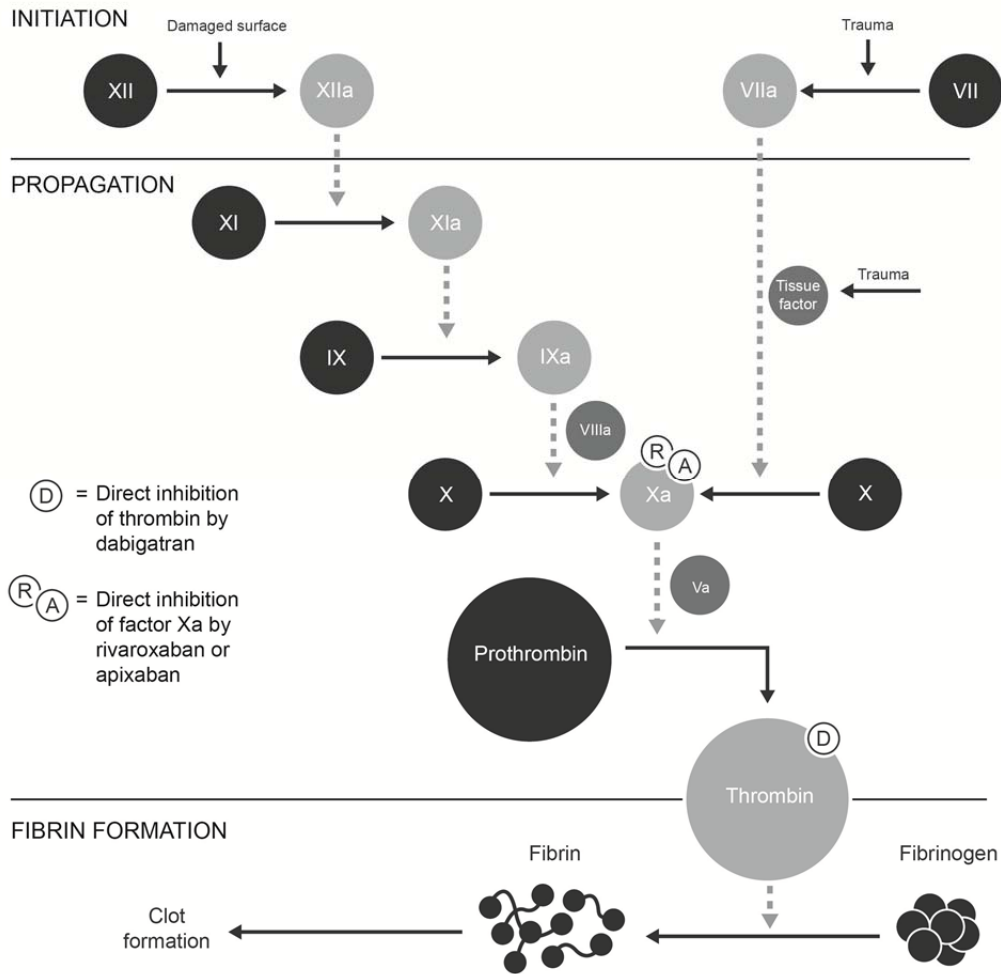 INITIATION
Damaged surface
Trauma
XII
XIIa
VIIa
VII
PROPAGATION
XI
XIa
Tissue
factor
Trauma
IX
IXa
VIIIa
R
A
X
Xa
X
D = Direct inhibition
of thrombin by
dabigatran
Va
R
A = Direct inhibition
of factor Xa by
rivaroxaban or
apixaban
Prothrombin
D
Thrombin
FIBRIN FORMATION
Fibrin
Fibrinogen
Clot
formation